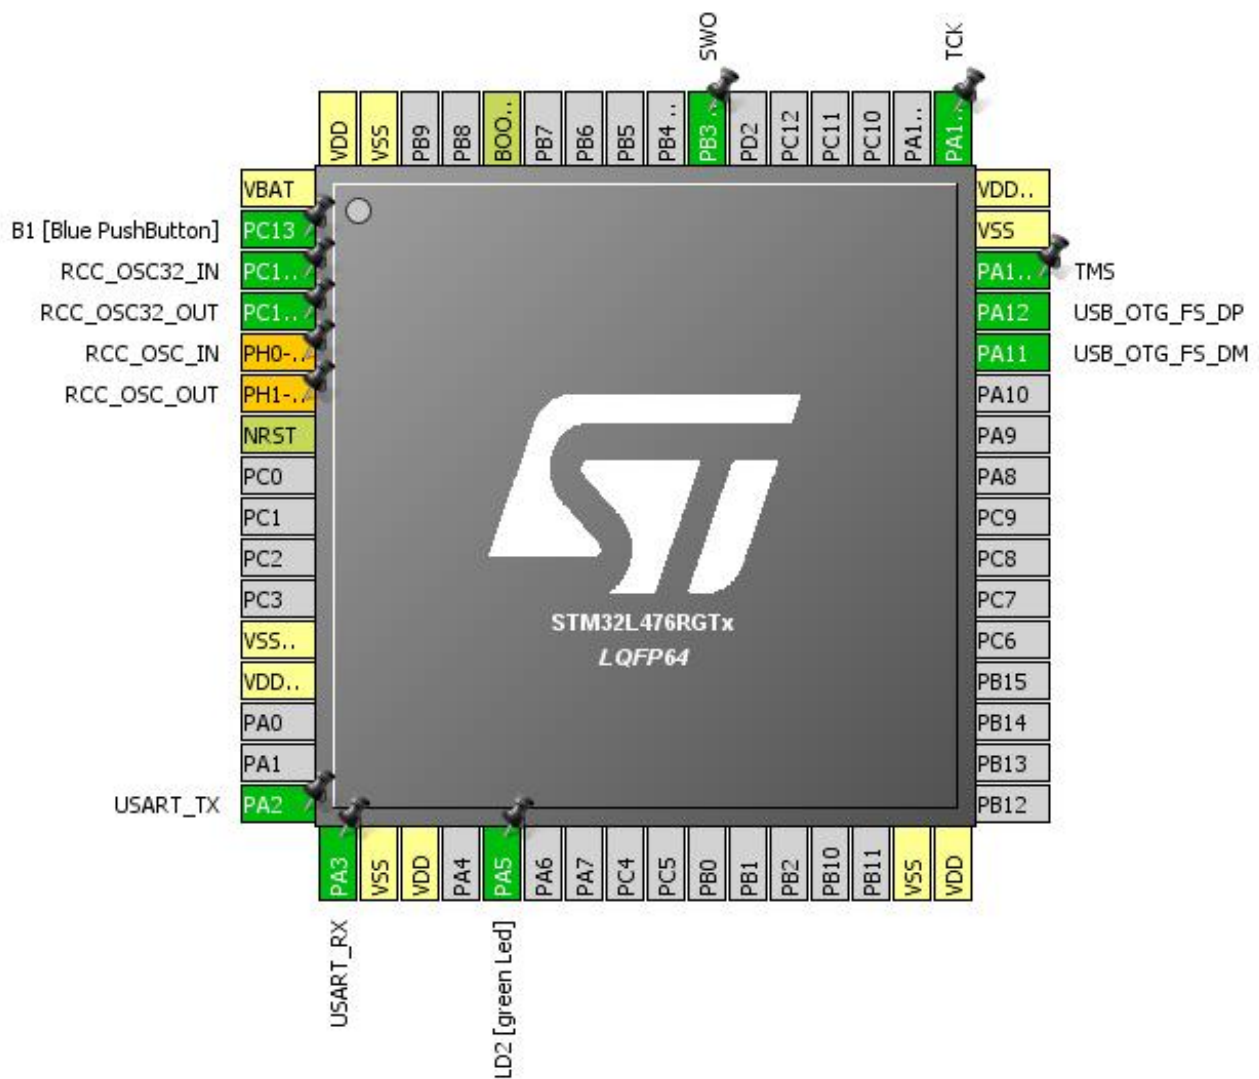 SWO
TCK
VDD
VSS
PB9
PB8
BOO..
PB7
PB6
PB5
PB4 ..
PB3 ..
PD2
PC12
PC11
PC10
PA1..
PA1..
VBAT
B1 [Blue PushButton] PC13
RCC_OSC32_IN PC1..
RCC_OSC32_OUT PC1..
RCC_OSC_IN PH0-..
RCC_OSC_OUT PH1-..
NRST
PC0
PC1
PC2
PC3
VSS..
VDD..
PA0
PA1
USART_TX PA2
ST
STM32L476RGTx
LQFP64
VDD..
VSS
PA1.. TMS
PA12 USB_OTG_FS_DP
PA11 USB_OTG_FS_DM
PA10
PA9
PA8
PC9
PC8
PC7
PC6
PB15
PB14
PB13
PB12
PA3
VSS
VDD
PA4
PA5
PA6
PA7
PC4
PC5
PB0
PB1
PB2
PB10
PB11
VSS
VDD
USART_RX
LD2 [green Led]